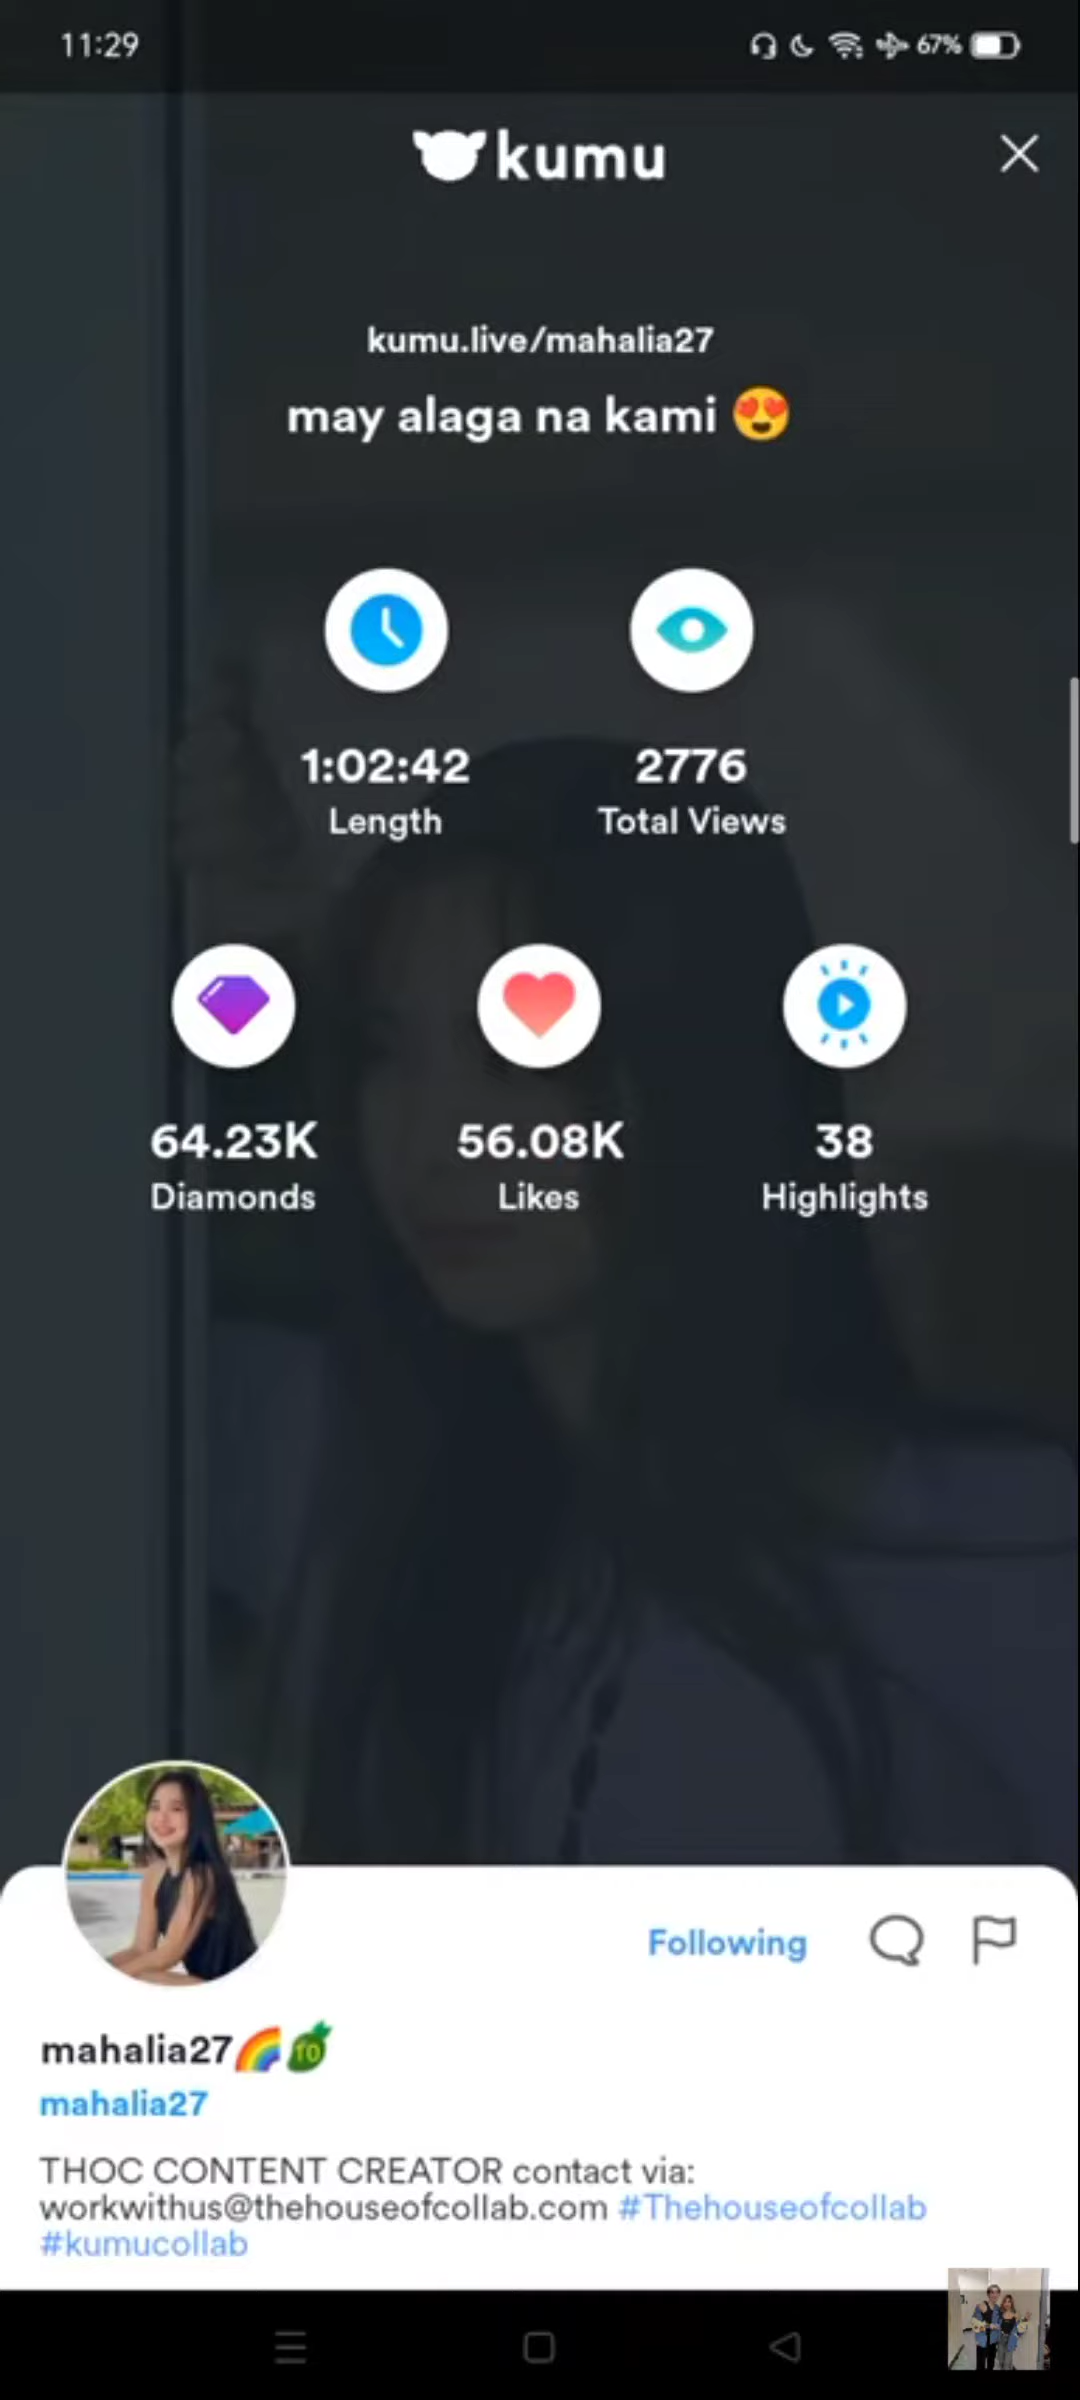 11:29
67%
kumu
kumu.live/mahalia27
may alaga na kami 😍
1:02:42
Length
2776
Total Views
64.23K
Diamonds
56.08K
Likes
38
Highlights
Following
mahalia27🌈10
mahalia27
THOC CONTENT CREATOR contact via:
workwithus@thehouseofcollab.com #Thehouseofcollab
#kumucollab